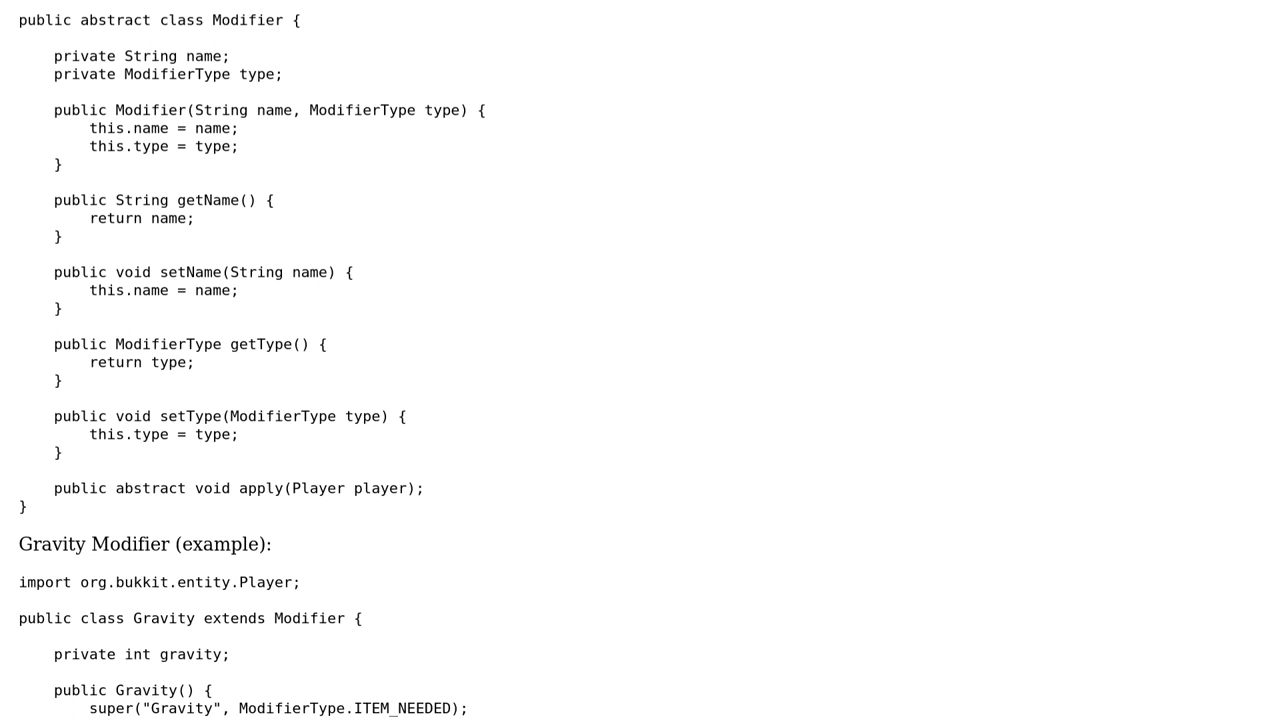 public abstract class Modifier {

    private String name;
    private ModifierType type;

    public Modifier(String name, ModifierType type) {
        this.name = name;
        this.type = type;
    }

    public String getName() {
        return name;
    }

    public void setName(String name) {
        this.name = name;
    }

    public ModifierType getType() {
        return type;
    }

    public void setType(ModifierType type) {
        this.type = type;
    }

    public abstract void apply(Player player);
}
Gravity Modifier (example):
import org.bukkit.entity.Player;

public class Gravity extends Modifier {

    private int gravity;

    public Gravity() {
        super("Gravity", ModifierType.ITEM_NEEDED);